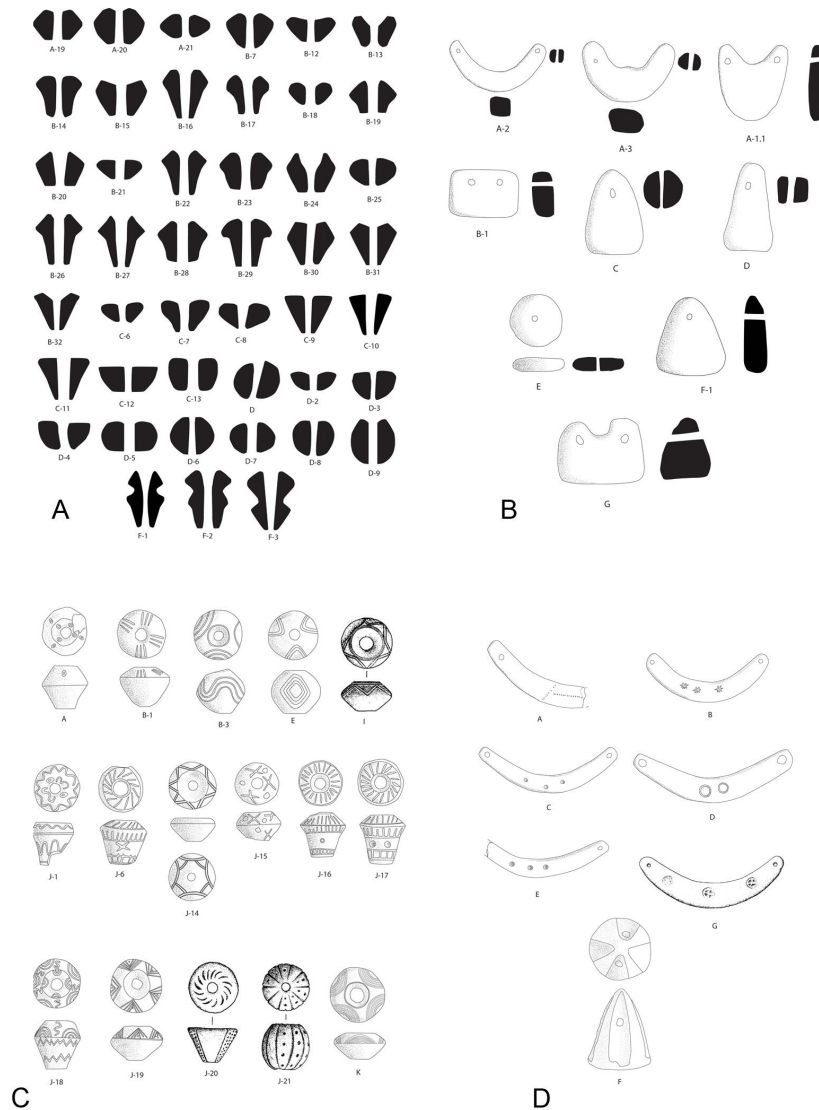 A-19 A-20 A-21 B-7 B-12 B-13
B-14 B-15 B-16 B-17 B-18 B-19
B-20 B-21 B-22 B-23 B-24 B-25
B-26 B-27 B-28 B-29 B-30 B-31
B-32 C-6 C-7 C-8 C-9 C-10
C-11 C-12 C-13 D D-2 D-3
D-4 D-5 D-6 D-7 D-8 D-9
F-1 F-2 F-3
A
A-2 A-3 A-1.1
B-1 C D
E F-1
G
B
A B-1 B-3 E I
J-1 J-6 J-14 J-15 J-16 J-17
J-18 J-19 J-20 J-21 K
C
A B
C D
E G
F
D